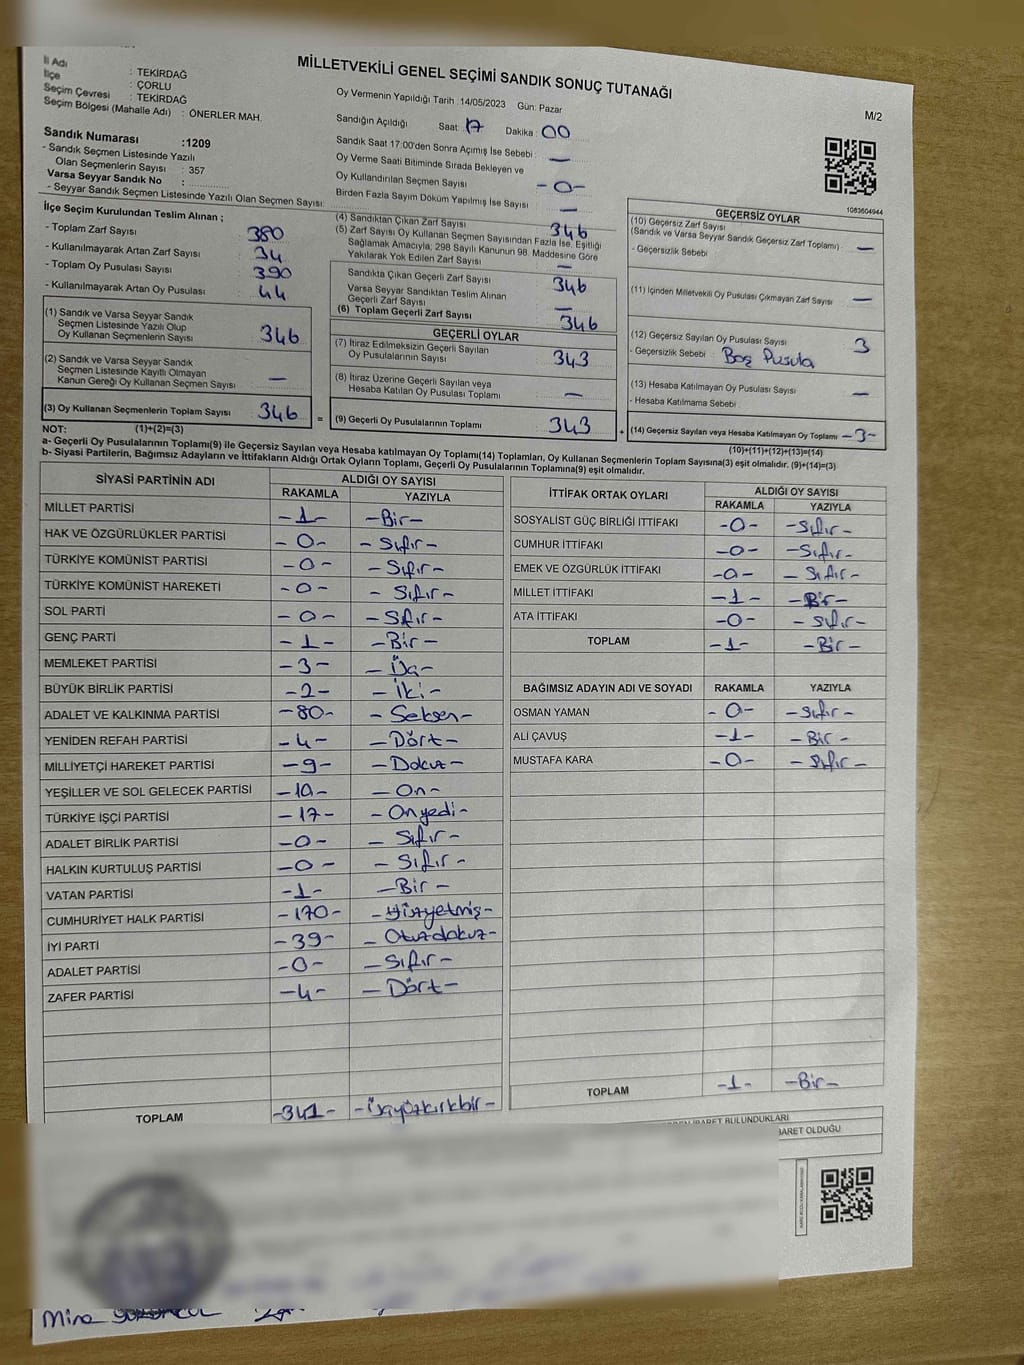 MİLLETVEKİLİ GENEL SEÇİMİ SANDIK SONUÇ TUTANAĞI
M/2
İl Adı : TEKİRDAĞ
İlçe : ÇORLU
Seçim Çevresi : TEKİRDAĞ
Seçim Bölgesi (Mahalle Adı) : ÖNERLER MAH.
Sandık Numarası :1209
- Sandık Seçmen Listesinde Yazılı
Olan Seçmenlerin Sayısı : 357
Varsa Seyyar Sandık No :
- Seyyar Sandık Seçmen Listesinde Yazılı Olan Seçmen Sayısı:
Oy Vermenin Yapıldığı Tarih :14/05/2023 Gün: Pazar
Sandığın Açıldığı Saat: 17 Dakika: 00
Sandık Saat 17:00'den Sonra Açımış İse Sebebi : —
Oy Verme Saati Bitiminde Sırada Bekleyen ve
Oy Kullandırılan Seçmen Sayısı : -0-
Birden Fazla Sayım Döküm Yapılmış İse Sayısı : —
1083604944
İlçe Seçim Kurulundan Teslim Alınan ;
- Toplam Zarf Sayısı : 380
- Kullanılmayarak Artan Zarf Sayısı : 34
- Toplam Oy Pusulası Sayısı : 390
- Kullanılmayarak Artan Oy Pusulası : 44
(1) Sandık ve Varsa Seyyar Sandık
Seçmen Listesinde Yazılı Olup
Oy Kullanan Seçmenlerin Sayısı : 346
(2) Sandık ve Varsa Seyyar Sandık
Seçmen Listesinde Kayıtlı Olmayan
Kanun Gereği Oy Kullanan Seçmen Sayısı : —
(3) Oy Kullanan Seçmenlerin Toplam Sayısı : 346
(4) Sandıktan Çıkan Zarf Sayısı : 346
(5) Zarf Sayısı Oy Kullanan Seçmen Sayısından Fazla İse, Eşitliği
Sağlamak Amacıyla; 298 Sayılı Kanunun 98. Maddesine Göre
Yakılarak Yok Edilen Zarf Sayısı : —
Sandıkta Çıkan Geçerli Zarf Sayısı : 346
Varsa Seyyar Sandıktan Teslim Alınan
Geçerli Zarf Sayısı : —
(6) Toplam Geçerli Zarf Sayısı : 346
GEÇERLİ OYLAR
(7) İtiraz Edilmeksizin Geçerli Sayılan
Oy Pusulalarının Sayısı : 343
(8) İtiraz Üzerine Geçerli Sayılan veya
Hesaba Katılan Oy Pusulası Toplamı : —
= (9) Geçerli Oy Pusulalarının Toplamı : 343
GEÇERSİZ OYLAR
(10) Geçersiz Zarf Sayısı
(Sandık ve Varsa Seyyar Sandık Geçersiz Zarf Toplamı) : —
- Geçersizlik Sebebi :
(11) İçinden Milletvekili Oy Pusulası Çıkmayan Zarf Sayısı : —
(12) Geçersiz Sayılan Oy Pusulası Sayısı : 3
- Geçersizlik Sebebi : Boş Pusula
(13) Hesaba Katılmayan Oy Pusulası Sayısı : —
- Hesaba Katılmama Sebebi :
+ (14) Geçersiz Sayılan veya Hesaba Katılmayan Oy Toplamı : -3-
NOT: (1)+(2)=(3)
(10)+(11)+(12)+(13)=(14)
a- Geçerli Oy Pusulalarının Toplamı(9) ile Geçersiz Sayılan veya Hesaba katılmayan Oy Toplamı(14) Toplamları, Oy Kullanan Seçmenlerin Toplam Sayısına(3) eşit olmalıdır. (9)+(14)=(3)
b- Siyasi Partilerin, Bağımsız Adayların ve İttifakların Aldığı Ortak Oyların Toplamı, Geçerli Oy Pusulalarının Toplamına(9) eşit olmalıdır.
SİYASİ PARTİNİN ADI ALDIĞI OY SAYISI
RAKAMLA YAZIYLA
MİLLET PARTİSİ -1- -Bir-
HAK VE ÖZGÜRLÜKLER PARTİSİ -0- -Sıfır-
TÜRKİYE KOMÜNİST PARTİSİ -0- -Sıfır-
TÜRKİYE KOMÜNİST HAREKETİ -0- -Sıfır-
SOL PARTİ -0- -Sıfır-
GENÇ PARTİ -1- -Bir-
MEMLEKET PARTİSİ -3- -Üç-
BÜYÜK BİRLİK PARTİSİ -2- -İki-
ADALET VE KALKINMA PARTİSİ -80- -Seksen-
YENİDEN REFAH PARTİSİ -4- -Dört-
MİLLİYETÇİ HAREKET PARTİSİ -9- -Dokuz-
YEŞİLLER VE SOL GELECEK PARTİSİ -10- -On-
TÜRKİYE İŞÇİ PARTİSİ -17- -Onyedi-
ADALET BİRLİK PARTİSİ -0- -Sıfır-
HALKIN KURTULUŞ PARTİSİ -0- -Sıfır-
VATAN PARTİSİ -1- -Bir-
CUMHURİYET HALK PARTİSİ -170- -Yüzyetmiş-
İYİ PARTİ -39- -Otuzdokuz-
ADALET PARTİSİ -0- -Sıfır-
ZAFER PARTİSİ -4- -Dört-
TOPLAM -341- -Üçyüzkırkbir-
İTTİFAK ORTAK OYLARI ALDIĞI OY SAYISI
RAKAMLA YAZIYLA
SOSYALİST GÜÇ BİRLİĞİ İTTİFAKI -0- -Sıfır-
CUMHUR İTTİFAKI -0- -Sıfır-
EMEK VE ÖZGÜRLÜK İTTİFAKI -0- -Sıfır-
MİLLET İTTİFAKI -1- -Bir-
ATA İTTİFAKI -0- -Sıfır-
TOPLAM -1- -Bir-
BAĞIMSIZ ADAYIN ADI VE SOYADI RAKAMLA YAZIYLA
OSMAN YAMAN -0- -Sıfır-
ALİ ÇAVUŞ -1- -Bir-
MUSTAFA KARA -0- -Sıfır-
TOPLAM -1- -Bir-
BULUNDUKLARI
OLDUĞU
Mina